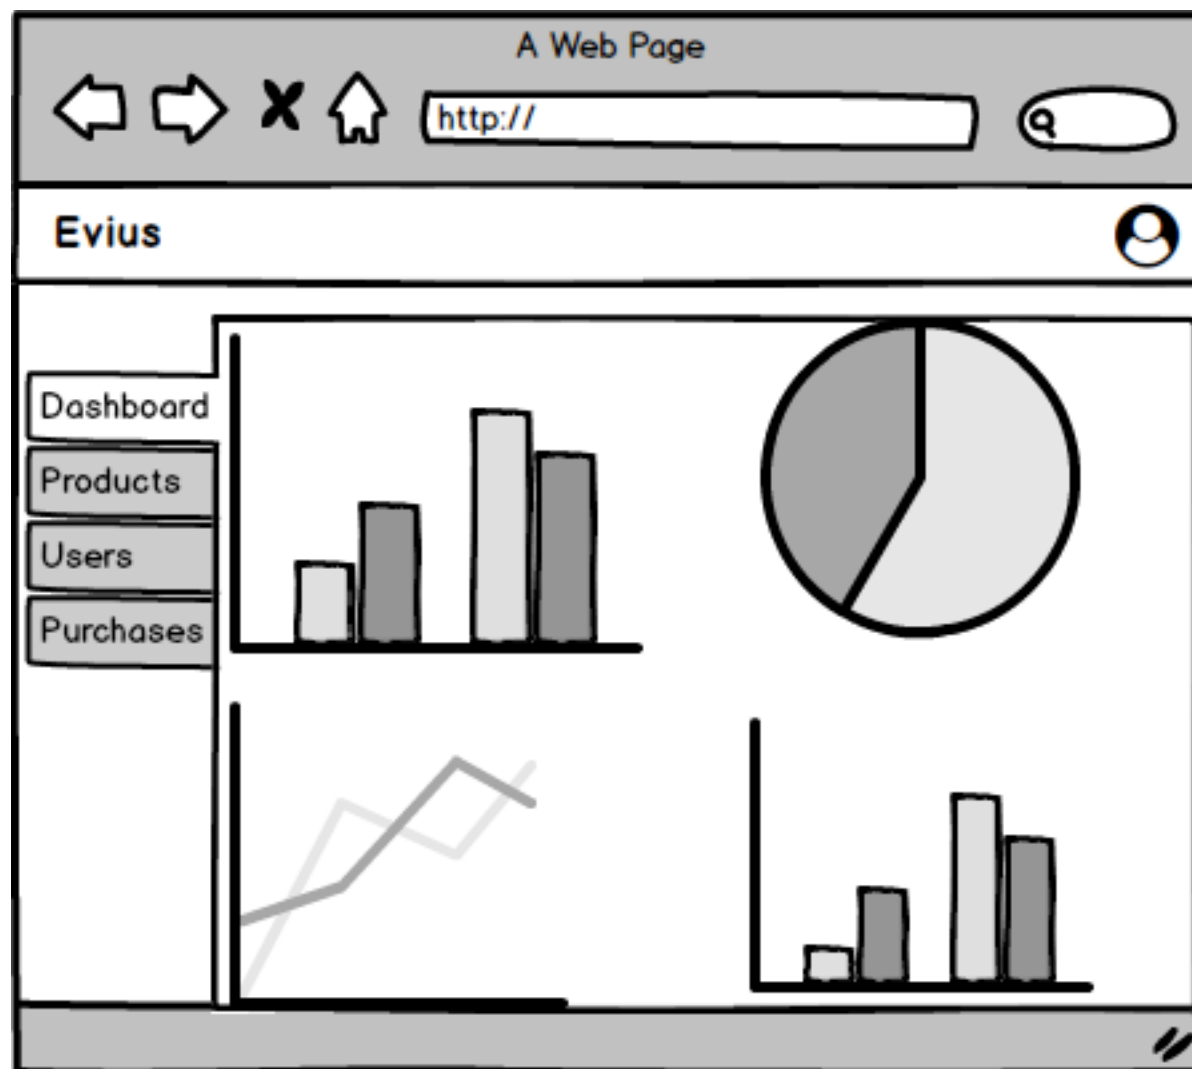 A Web Page
http://
Evius
Dashboard
Products
Users
Purchases